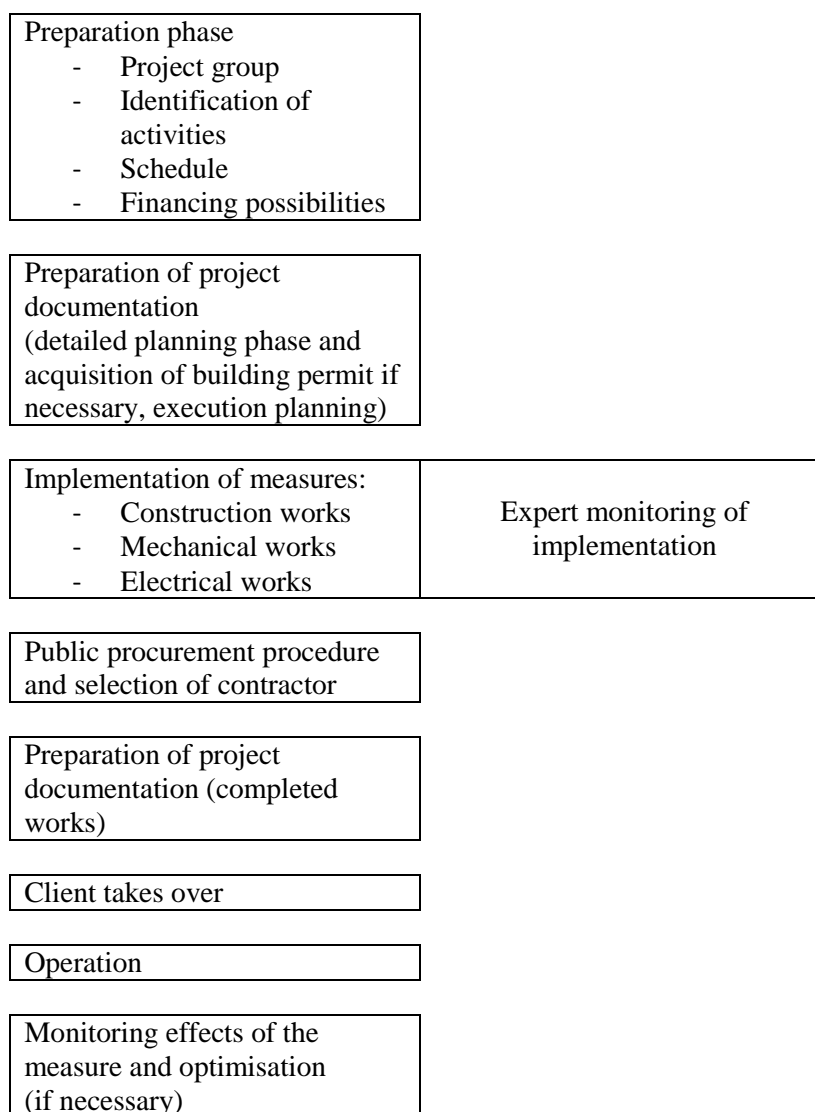 Preparation phase
- Project group
- Identification of
activities
- Schedule
- Financing possibilities
Preparation of project
documentation
(detailed planning phase and
acquisition of building permit if
necessary, execution planning)
Implementation of measures:
- Construction works
- Mechanical works
- Electrical works
Expert monitoring of
implementation
Public procurement procedure
and selection of contractor
Preparation of project
documentation (completed
works)
Client takes over
Operation
Monitoring effects of the
measure and optimisation
(if necessary)